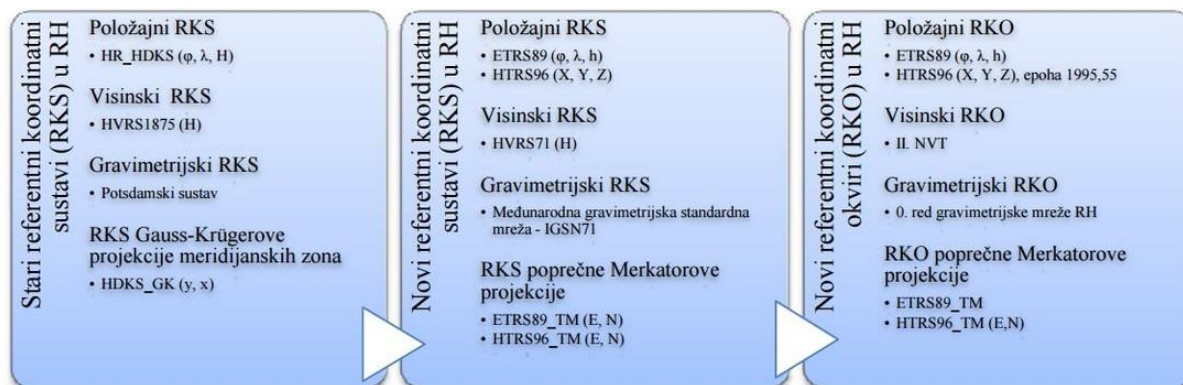 Stari referentni koordinatni
sustavi (RKS) u RH
Položajni RKS
• HR_HDKS (φ, λ, H)
Visinski RKS
• HVRS1875 (H)
Gravimetrijski RKS
• Potsdamski sustav
RKS Gauss-Krügerove
projekcije meridijanskih zona
• HDKS_GK (y, x)
Novi referentni koordinatni
sustavi (RKS) u RH
Položajni RKS
• ETRS89 (φ, λ, h)
• HTRS96 (X, Y, Z)
Visinski RKS
• HVRS71 (H)
Gravimetrijski RKS
• Međunarodna gravimetrijska standardna
mreža - IGSN71
RKS poprečne Merkatorove
projekcije
• ETRS89_TM (E, N)
• HTRS96_TM (E, N)
Novi referentni koordinatni
okviri (RKO) u RH
Položajni RKO
• ETRS89 (φ, λ, h)
• HTRS96 (X, Y, Z), epoha 1995,55
Visinski RKO
• II. NVT
Gravimetrijski RKO
• 0. red gravimetrijske mreže RH
RKO poprečne Merkatorove
projekcije
• ETRS89_TM
• HTRS96_TM (E,N)